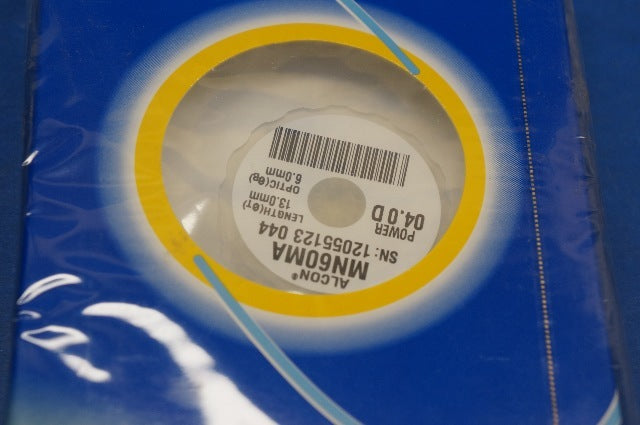 ALCON®
MN60MA
SN: 12055123 044
LENGTH(ØT)
13.0mm
OPTIC(ØB)
6.0mm
POWER
04.0 D